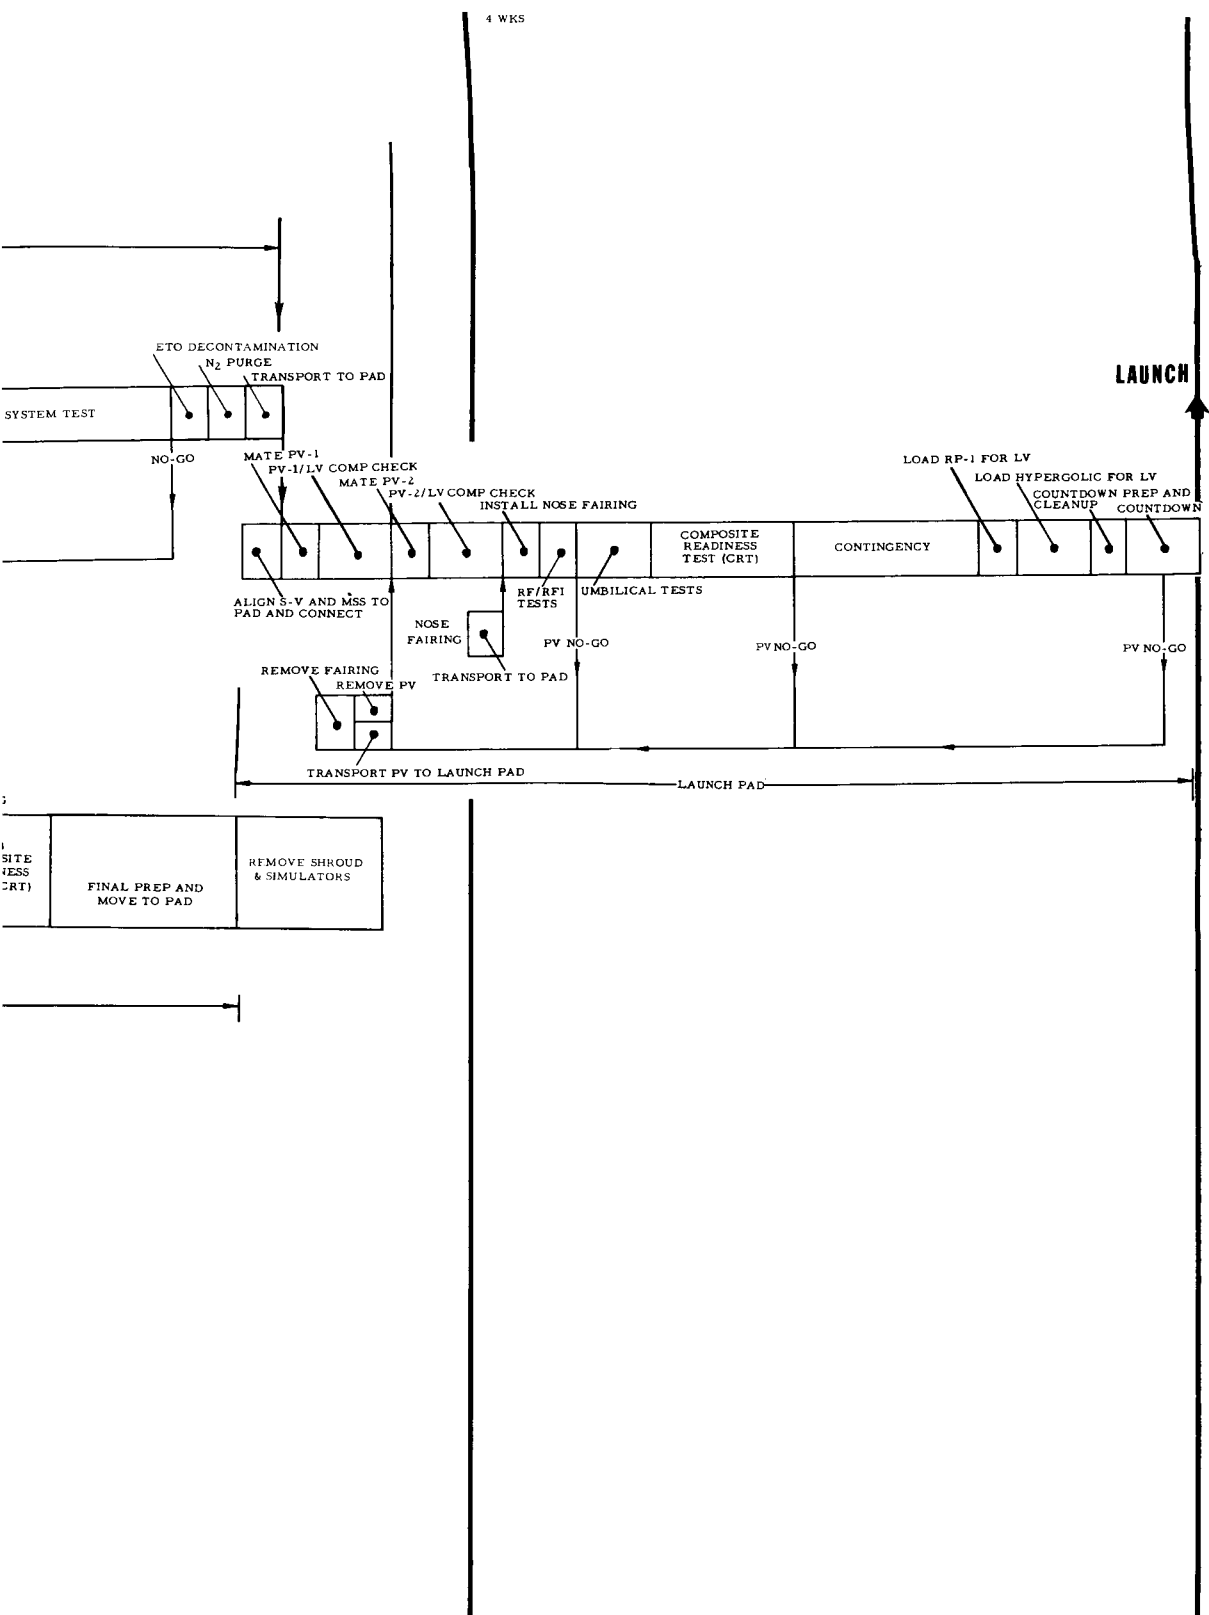 4 WKS
LAUNCH
ETO DECONTAMINATION
N2 PURGE
TRANSPORT TO PAD
SYSTEM TEST
NO-GO
MATE PV-1
PV-1/LV COMP CHECK
MATE PV-2
PV-2/LV COMP CHECK
INSTALL NOSE FAIRING
LOAD RP-1 FOR LV
LOAD HYPERGOLIC FOR LV
COUNTDOWN PREP AND
CLEANUP
COUNTDOWN
COMPOSITE
READINESS
TEST (CRT)
CONTINGENCY
ALIGN S-V AND MSS TO
PAD AND CONNECT
RF/RFI
TESTS
UMBILICAL TESTS
NOSE
FAIRING
TRANSPORT TO PAD
PV NO-GO
PV NO-GO
PV NO-GO
REMOVE FAIRING
REMOVE PV
TRANSPORT PV TO LAUNCH PAD
LAUNCH PAD
SITE
NESS
CRT)
FINAL PREP AND
MOVE TO PAD
REMOVE SHROUD
& SIMULATORS